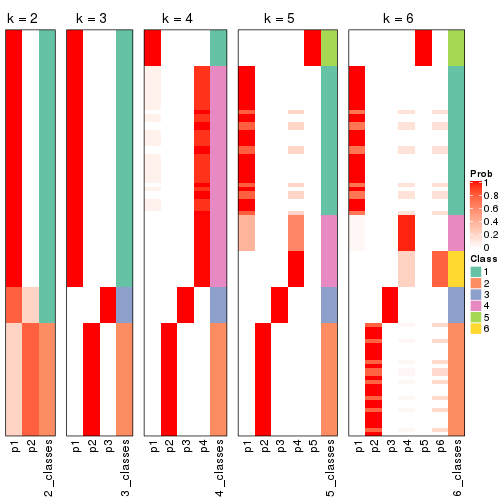 k = 2
k = 3
k = 4
k = 5
k = 6
Prob
1
0.8
0.6
0.4
0.2
0
Class
1
2
3
4
5
6
p1
p2
2_classes
p1
p2
p3
3_classes
p1
p2
p3
p4
4_classes
p1
p2
p3
p4
p5
5_classes
p1
p2
p3
p4
p5
p6
6_classes